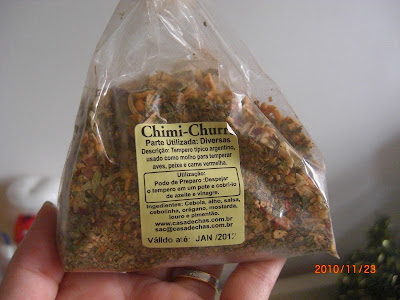 Chimi-Churri
Parte Utilizada: Diversas
Descrição: Tempero típico argentino,
usado como molho para temperar
aves, peixe e carne vermelha.
Utilização:
Podo de Preparo :Despejar
o tempero em um pote e cobri-lo
de azeite e vinagre.
Ingredientes: Cebola, alho, salsa,
cebolinha, orégano, mostarda,
louro e pimentão.
www.casadechas.com.br
sac@casadechas.com.br
Válido até: JAN /2012
2010/11/23